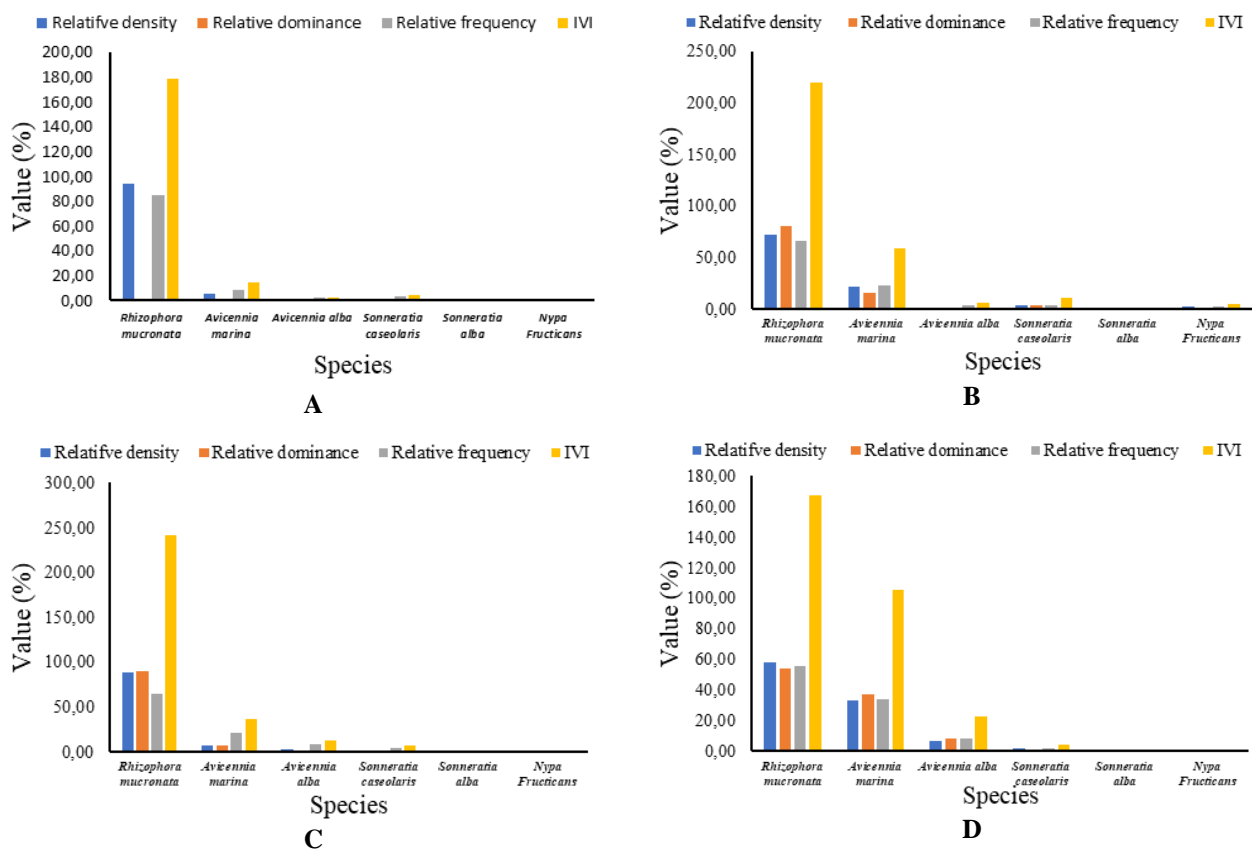 Relatifve density Relative dominance Relative frequency IVI
200,00
180,00
160,00
140,00
120,00
100,00
80,00
60,00
40,00
20,00
0,00
Value (%)
Rhizophora mucronata
Avicennia marina
Avicennia alba
Sonneratia caseolaris
Sonneratia alba
Nypa Fructicans
Species
A
Relatifve density Relative dominance Relative frequency IVI
250,00
200,00
150,00
100,00
50,00
0,00
Value (%)
Rhizophora mucronata
Avicennia marina
Avicennia alba
Sonneratia caseolaris
Sonneratia alba
Nypa Fructicans
Species
B
Relatifve density Relative dominance Relative frequency IVI
300,00
250,00
200,00
150,00
100,00
50,00
0,00
Value (%)
Rhizophora mucronata
Avicennia marina
Avicennia alba
Sonneratia caseolaris
Sonneratia alba
Nypa Fructicans
Species
C
Relatifve density Relative dominance Relative frequency IVI
180,00
160,00
140,00
120,00
100,00
80,00
60,00
40,00
20,00
0,00
Value (%)
Rhizophora mucronata
Avicennia marina
Avicennia alba
Sonneratia caseolaris
Sonneratia alba
Nypa Fructicans
Species
D